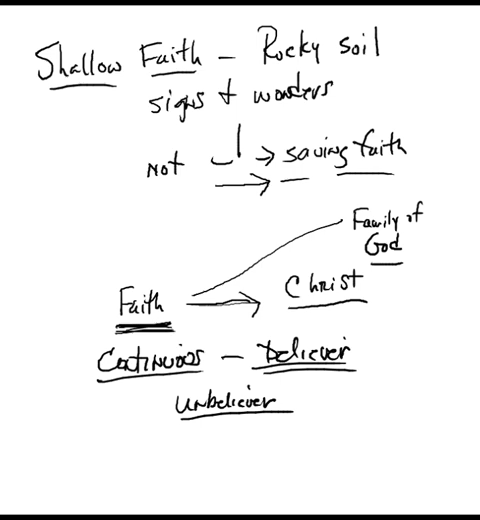 Shallow Faith - Rocky soil
signs + wonders
Not → saving faith
Family of
God
Faith → Christ
Continuous - Believer
Unbeliever